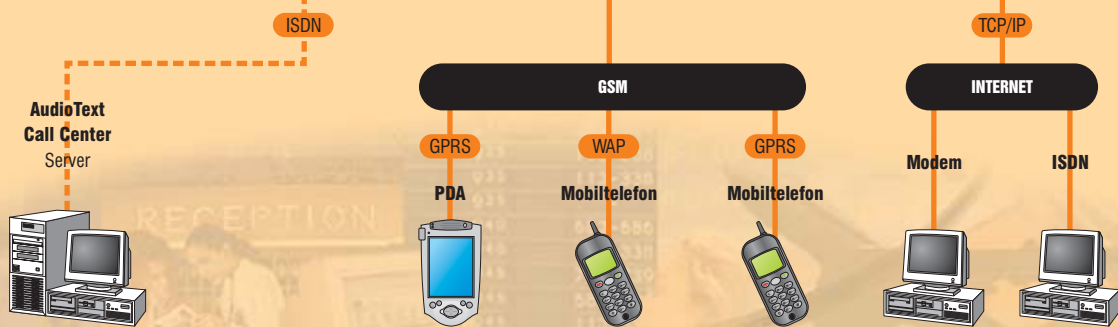 ISDN
TCP/IP
GSM
INTERNET
AudioText
Call Center
Server
GPRS
WAP
GPRS
Modem
ISDN
PDA
Mobiltelefon
Mobiltelefon
RECEPTION